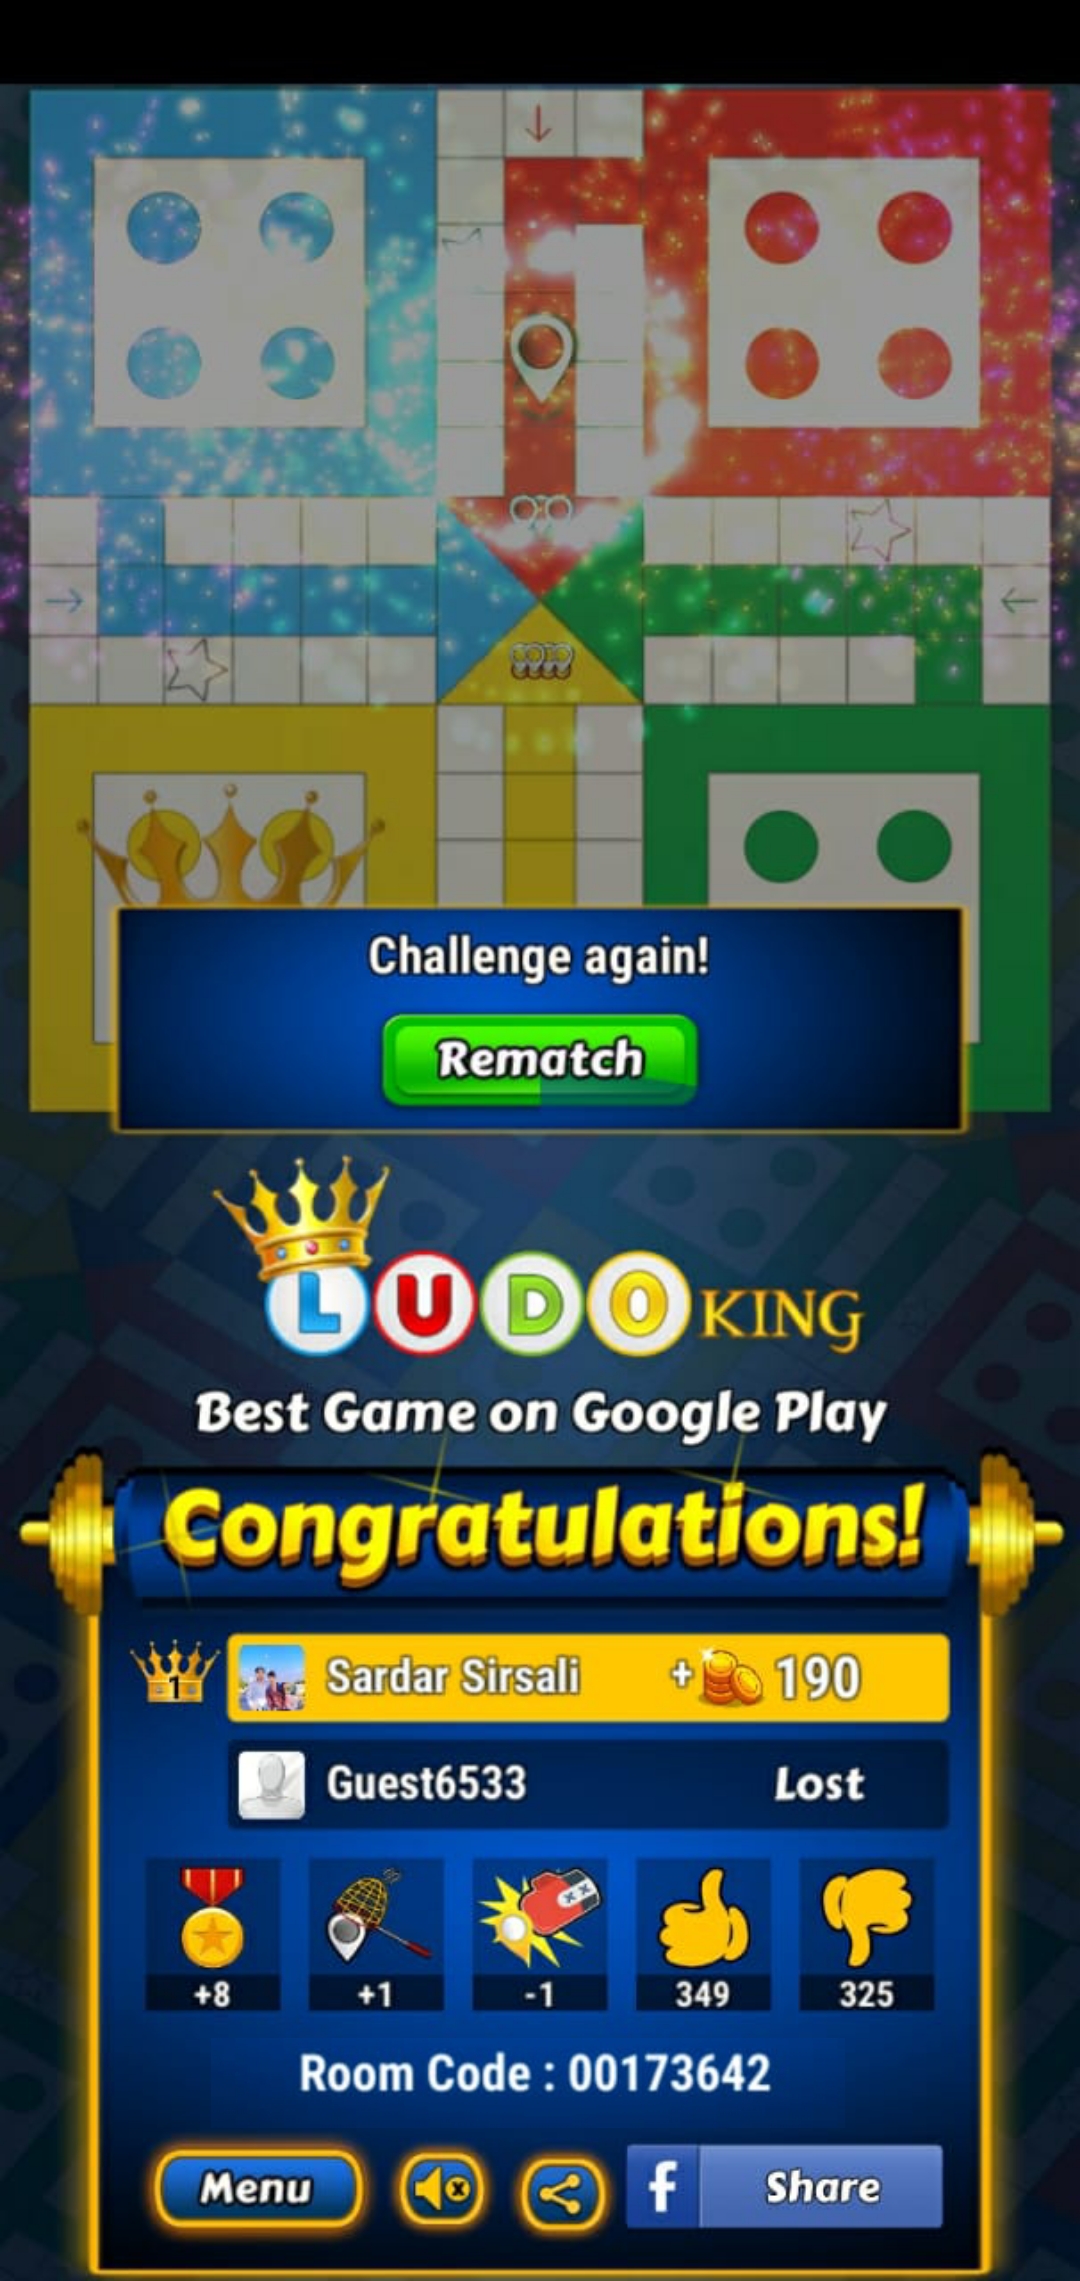 Challenge again!
Rematch
LUDO KING
Best Game on Google Play
Congratulations!
1 Sardar Sirsali + 190
Guest6533 Lost
+8 +1 -1 349 325
Room Code : 00173642
Menu f Share